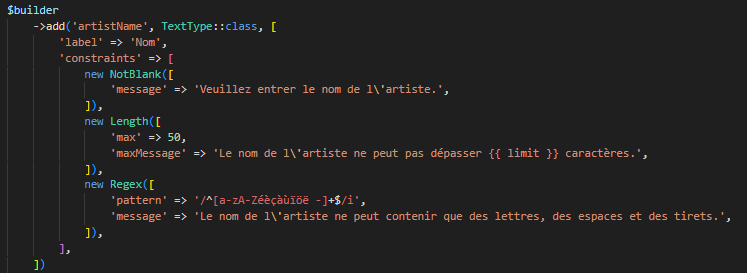 $builder
    ->add('artistName', TextType::class, [
        'label' => 'Nom',
        'constraints' => [
            new NotBlank([
                'message' => 'Veuillez entrer le nom de l\'artiste.',
            ]),
            new Length([
                'max' => 50,
                'maxMessage' => 'Le nom de l\'artiste ne peut pas dépasser {{ limit }} caractères.',
            ]),
            new Regex([
                'pattern' => '/^[a-zA-Zéèçàùïöë -]+$/i',
                'message' => 'Le nom de l\'artiste ne peut contenir que des lettres, des espaces et des tirets.',
            ]),
        ],
    ])